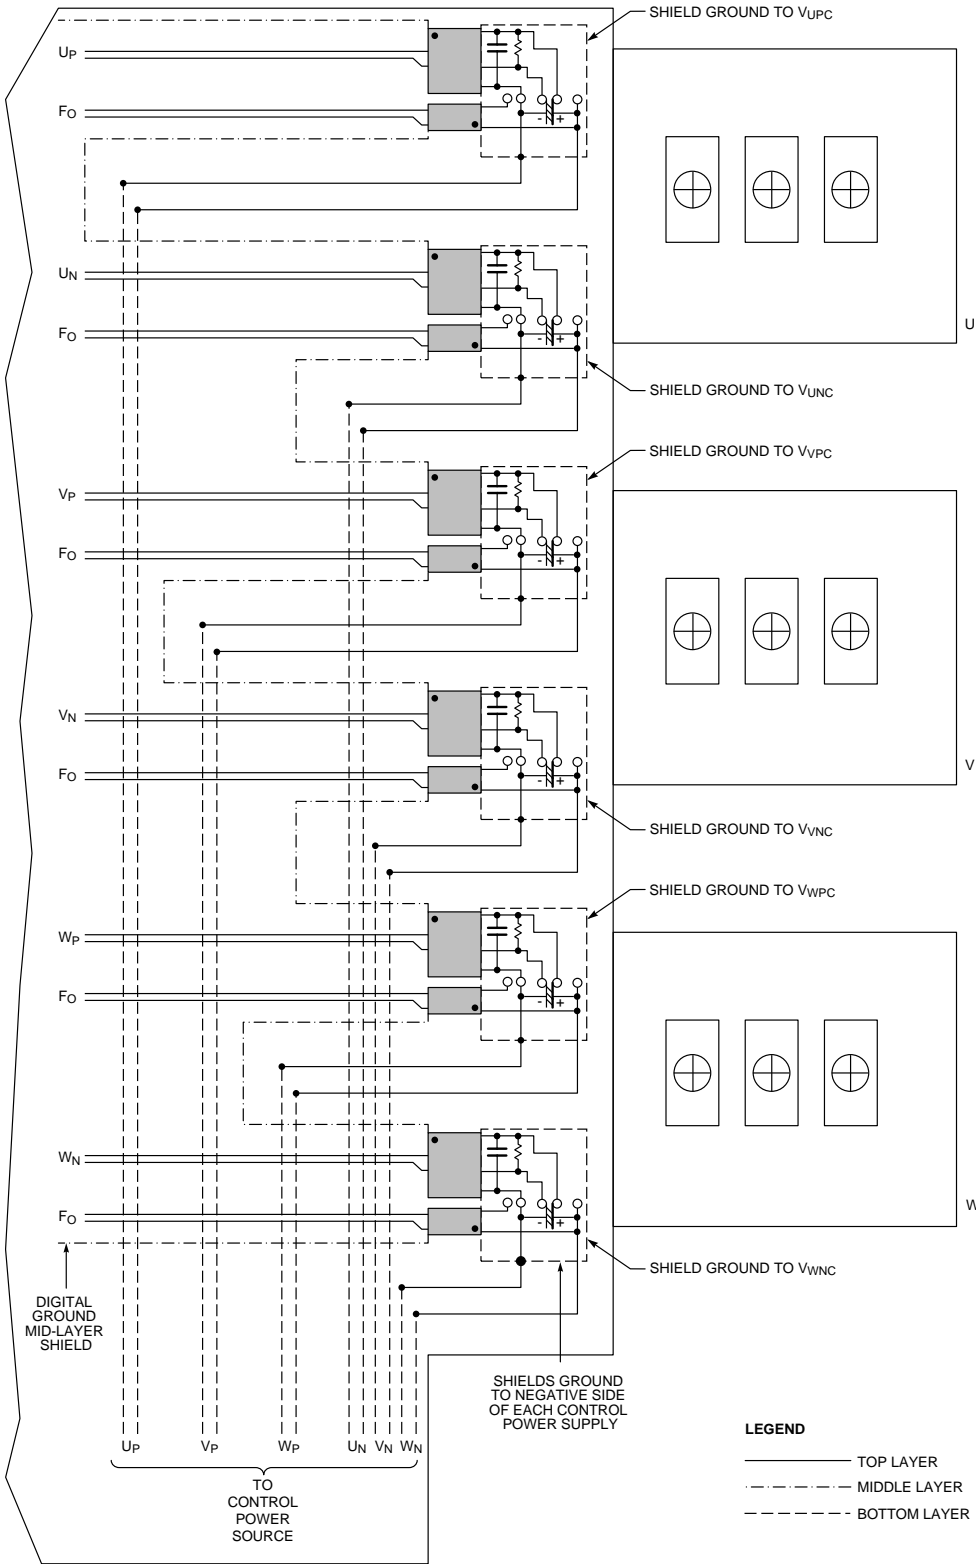 SHIELD GROUND TO VUPC
UP
FO
- +
UN
FO
- +
U
SHIELD GROUND TO VUNC
SHIELD GROUND TO VVPC
VP
FO
- +
VN
FO
- +
V
SHIELD GROUND TO VVNC
SHIELD GROUND TO VWPC
WP
FO
- +
WN
FO
- +
W
SHIELD GROUND TO VWNC
DIGITAL
GROUND
MID-LAYER
SHIELD
SHIELDS GROUND
TO NEGATIVE SIDE
OF EACH CONTROL
POWER SUPPLY
UP VP WP UN VN WN
TO
CONTROL
POWER
SOURCE
LEGEND
TOP LAYER
MIDDLE LAYER
BOTTOM LAYER